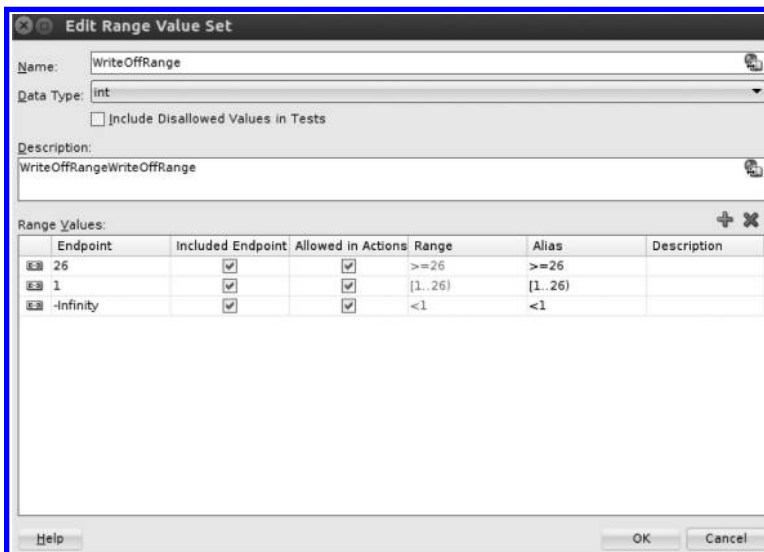 Edit Range Value Set
Name: WriteOffRange
Data Type: int
Include Disallowed Values in Tests
Description:
WriteOffRangeWriteOffRange
Range Values:
Endpoint Included Endpoint Allowed in Actions Range Alias Description
26 >=26 >=26
1 [1..26) [1..26)
-Infinity <1 <1
Help OK Cancel